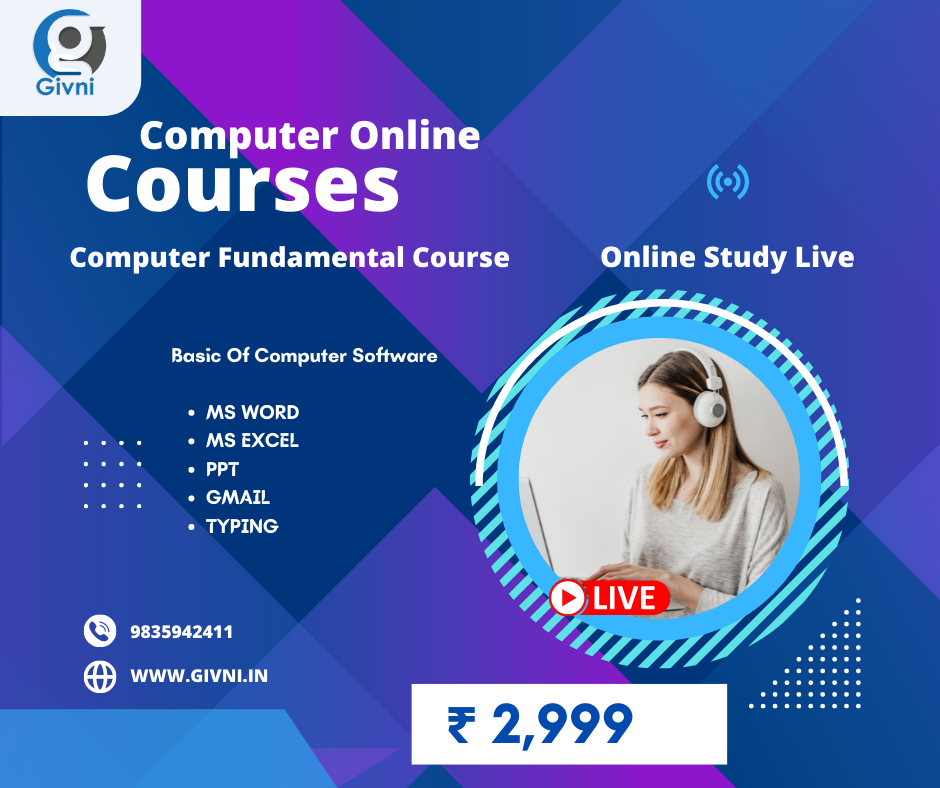 Givni
Computer Online
Courses
Computer Fundamental Course
Online Study Live
Basic Of Computer Software
• MS WORD
• MS EXCEL
• PPT
• GMAIL
• TYPING
LIVE
9835942411
WWW.GIVNI.IN
₹ 2,999